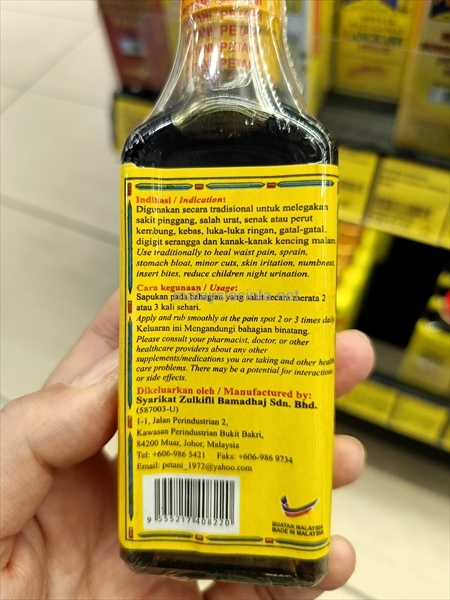 PETANI
PETANI
Indikasi / Indication:
Digunakan secara tradisional untuk melegakan
sakit pinggang, salah urat, senak atau perut
kembung, kebas, luka-luka ringan, gatal-gatal,
digigit serangga dan kanak-kanak kencing malam.
Use traditionally to heal waist pain, sprain,
stomach bloat, minor cuts, skin iritation, numbness,
insert bites, reduce children night urination.
Cara kegunaan / Usage:
Sapukan pada bahagian yang sakit secara merata 2
atau 3 kali sehari.
Apply and rub smoothly at the pain spot 2 or 3 times daily
Keluaran ini Mengandungi bahagian binatang.
Please consult your pharmacist, doctor, or other
healthcare providers about any other
supplements/medications you are taking and other health
care problems. There may be a potential for interactions
or side effects.
Dikeluarkan oleh / Manufactured by:
Syarikat Zulkifli Bamadhaj Sdn. Bhd.
(587003-U)
1-1, Jalan Perindustrian 2,
Kawasan Perindustrian Bukit Bakri,
84200 Muar, Johor, Malaysia
Tel: +606-986 5421 Faks: +606-986 9734
Email: petani_1972@yahoo.com
9 555217 408220
BUATAN MALAYSIA
MADE IN MALAYSIA